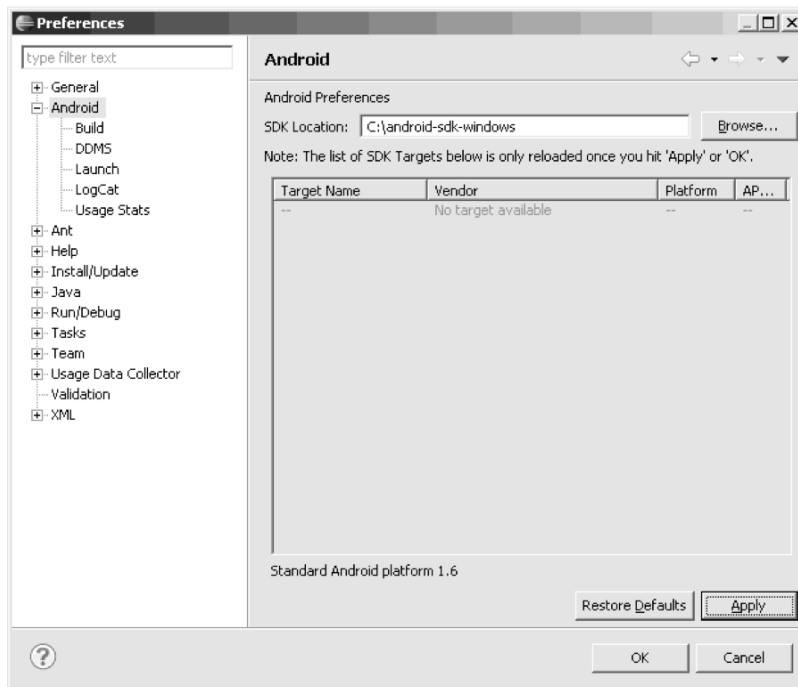 Preferences
type filter text
General
Android
Build
DDMS
Launch
LogCat
Usage Stats
Ant
Help
Install/Update
Java
Run/Debug
Tasks
Team
Usage Data Collector
Validation
XML
Android
Android Preferences
SDK Location: C:\android-sdk-windows Browse...
Note: The list of SDK Targets below is only reloaded once you hit 'Apply' or 'OK'.
Target Name Vendor Platform AP...
-- No target available -- --
Standard Android platform 1.6
Restore Defaults Apply
? OK Cancel